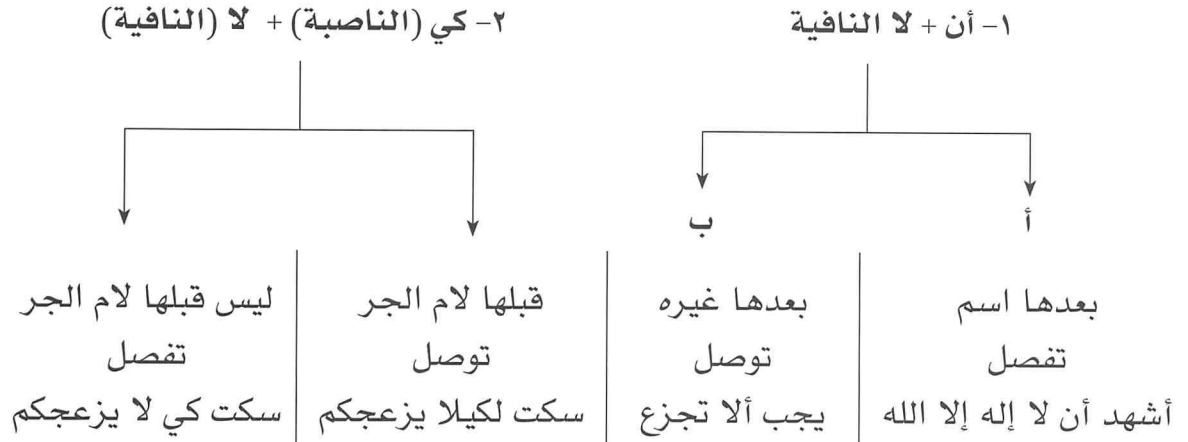 ١- أن + لا النافية
أ
بعدها اسم
تفصل
أشهد أن لا إله إلا الله
ب
بعدها غيره
توصل
يجب ألا تجزع
٢- كي (الناصبة) + لا (النافية)
قبلها لام الجر
توصل
سكت لكيلا يزعجكم
ليس قبلها لام الجر
تفصل
سكت كي لا يزعجكم